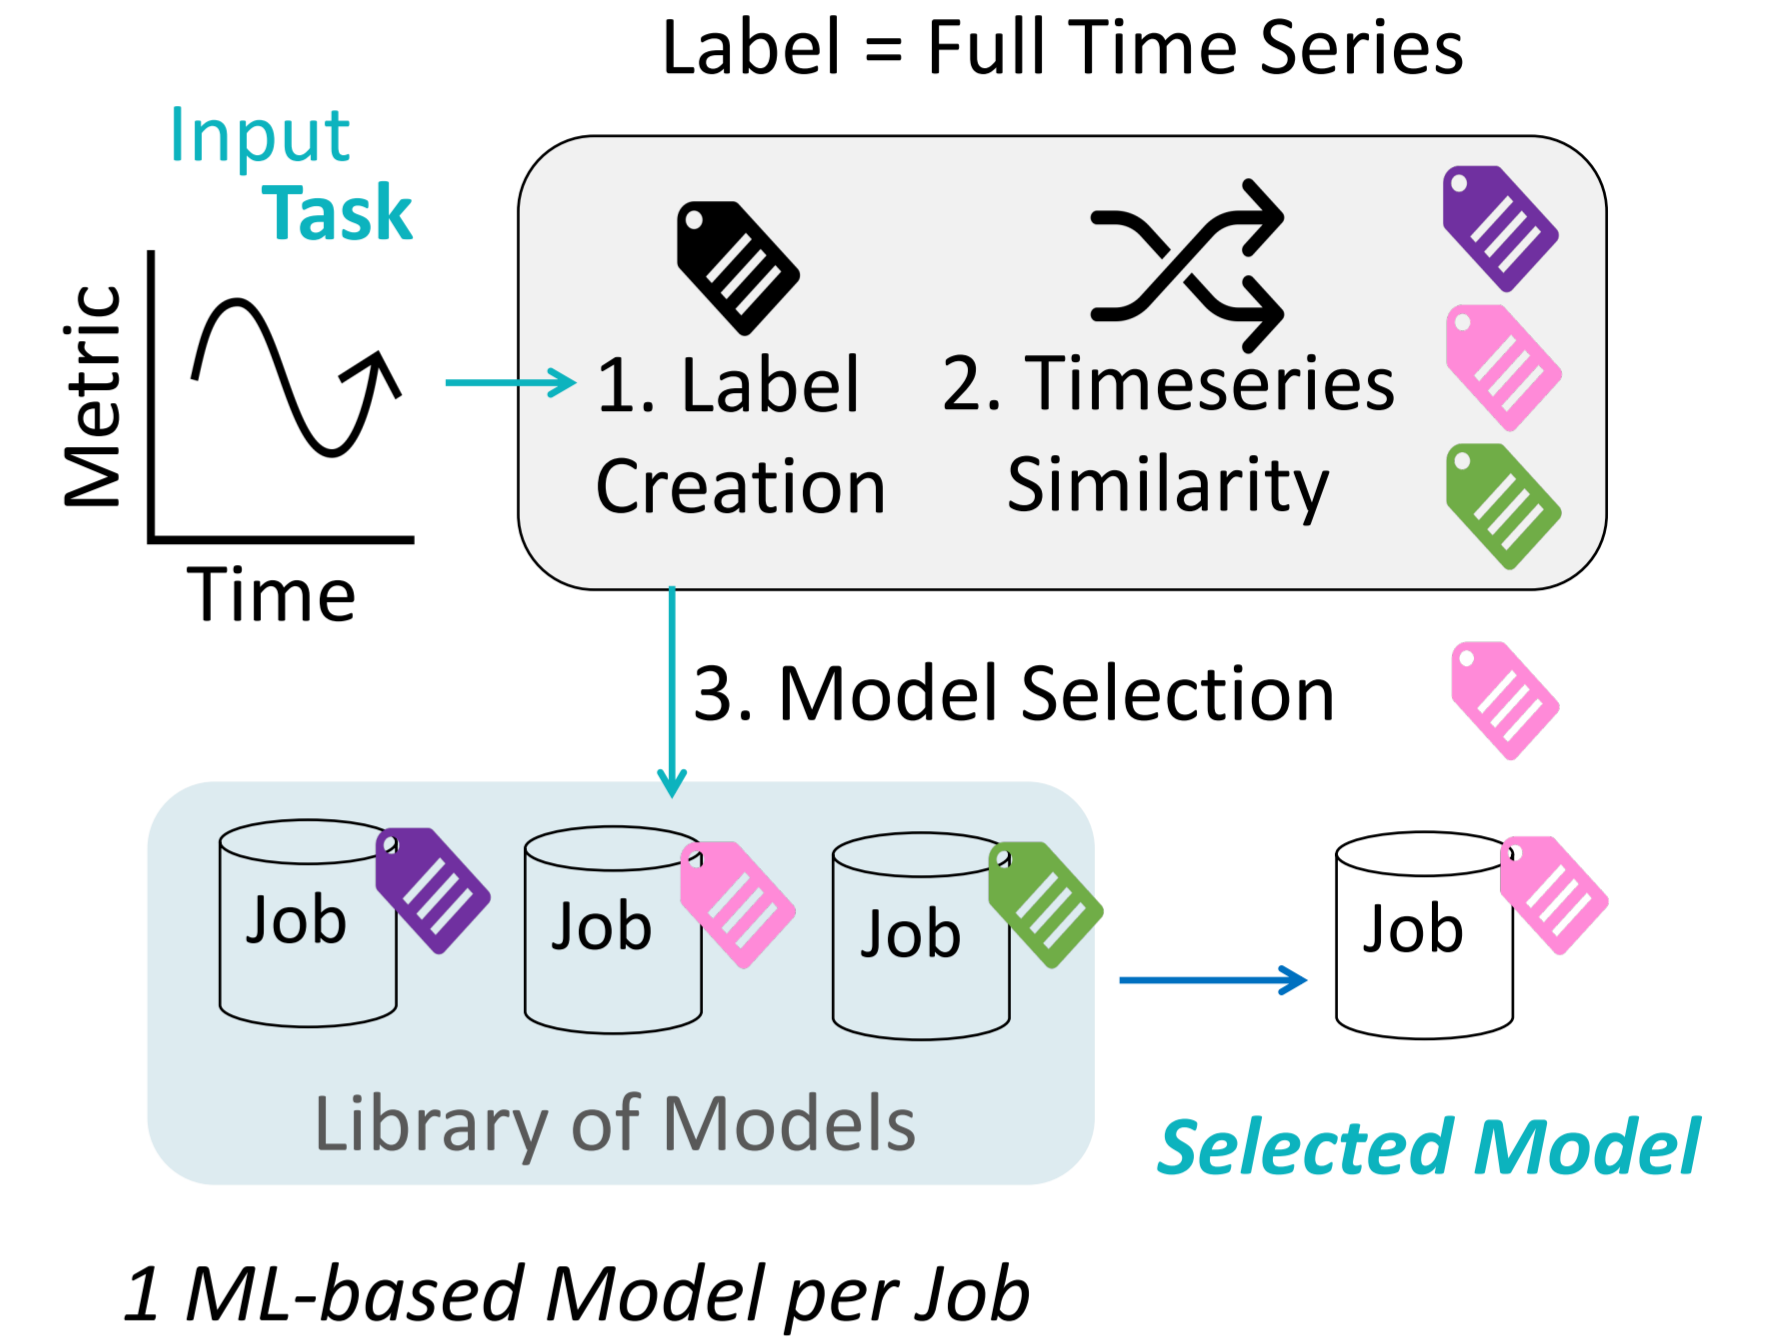 Label = Full Time Series
Input
Task
Metric
Time
1. Label
Creation
2. Timeseries
Similarity
3. Model Selection
Job
Job
Job
Job
Library of Models
Selected Model
1 ML-based Model per Job